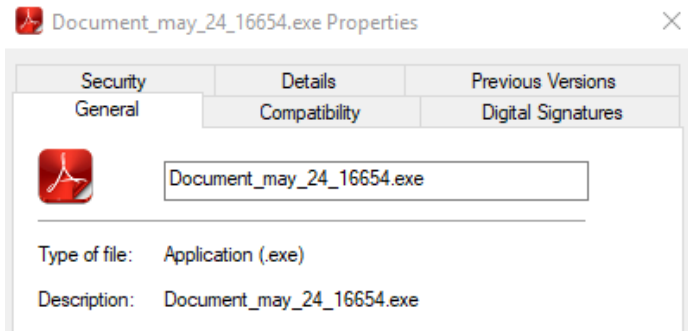 Document_may_24_16654.exe Properties
Security Details Previous Versions
General Compatibility Digital Signatures
Document_may_24_16654.exe
Type of file: Application (.exe)
Description: Document_may_24_16654.exe